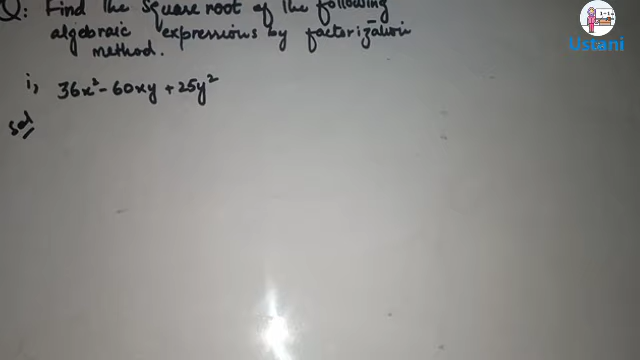 Q: Find the square root of the following
algebraic expressions by factorization
method.
i, 36x² - 60xy + 25y²
Sol
Ustani